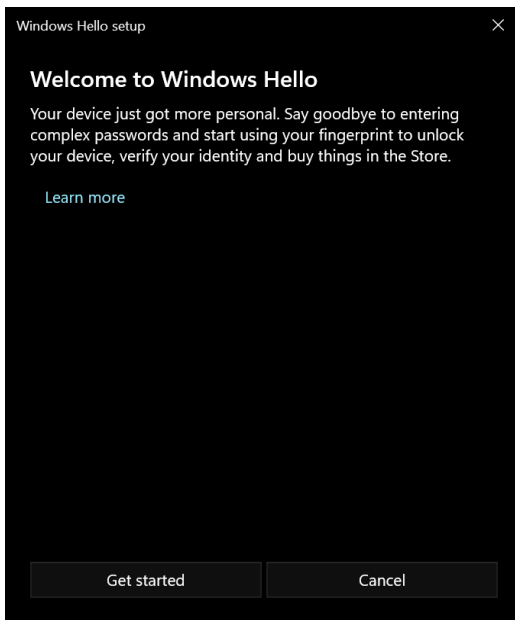 Windows Hello setup
Welcome to Windows Hello
Your device just got more personal. Say goodbye to entering
complex passwords and start using your fingerprint to unlock
your device, verify your identity and buy things in the Store.
Learn more
Get started
Cancel